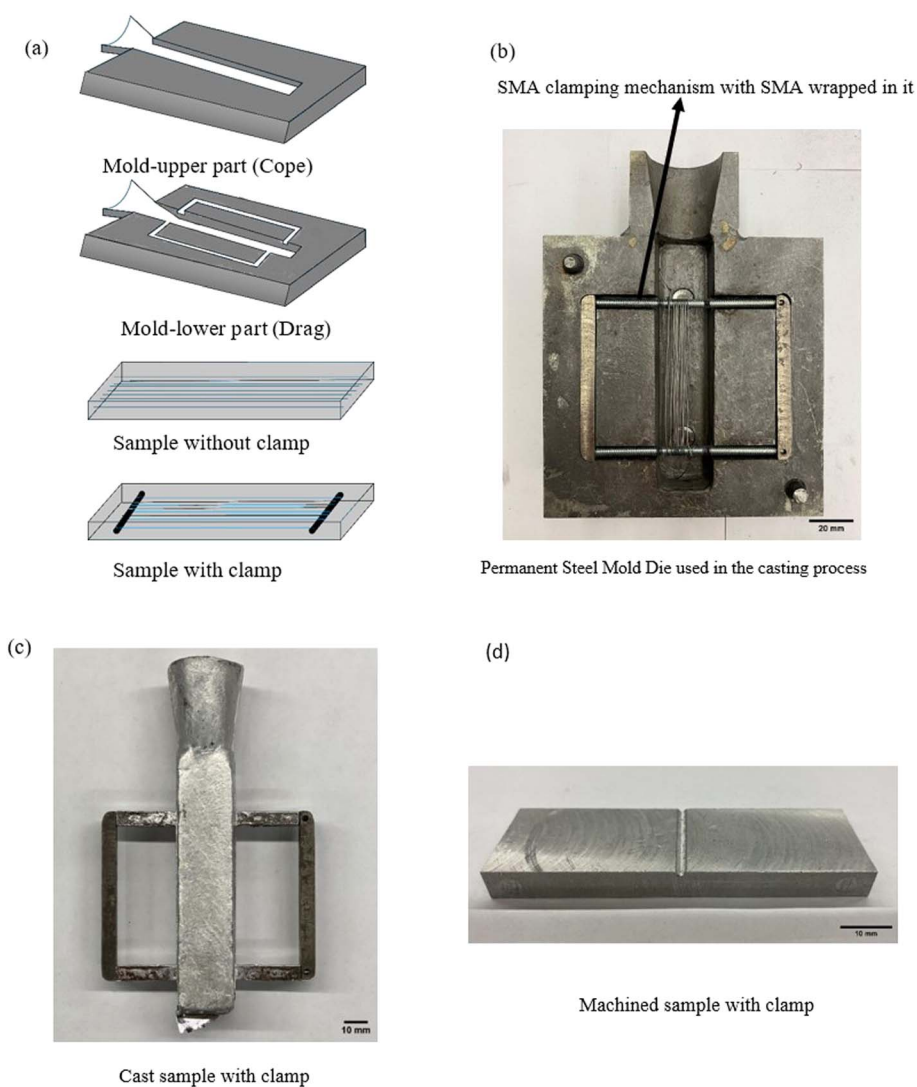 (a)
Mold-upper part (Cope)
Mold-lower part (Drag)
Sample without clamp
Sample with clamp
(b)
SMA clamping mechanism with SMA wrapped in it
20 mm
Permanent Steel Mold Die used in the casting process
(c)
10 mm
Cast sample with clamp
(d)
10 mm
Machined sample with clamp